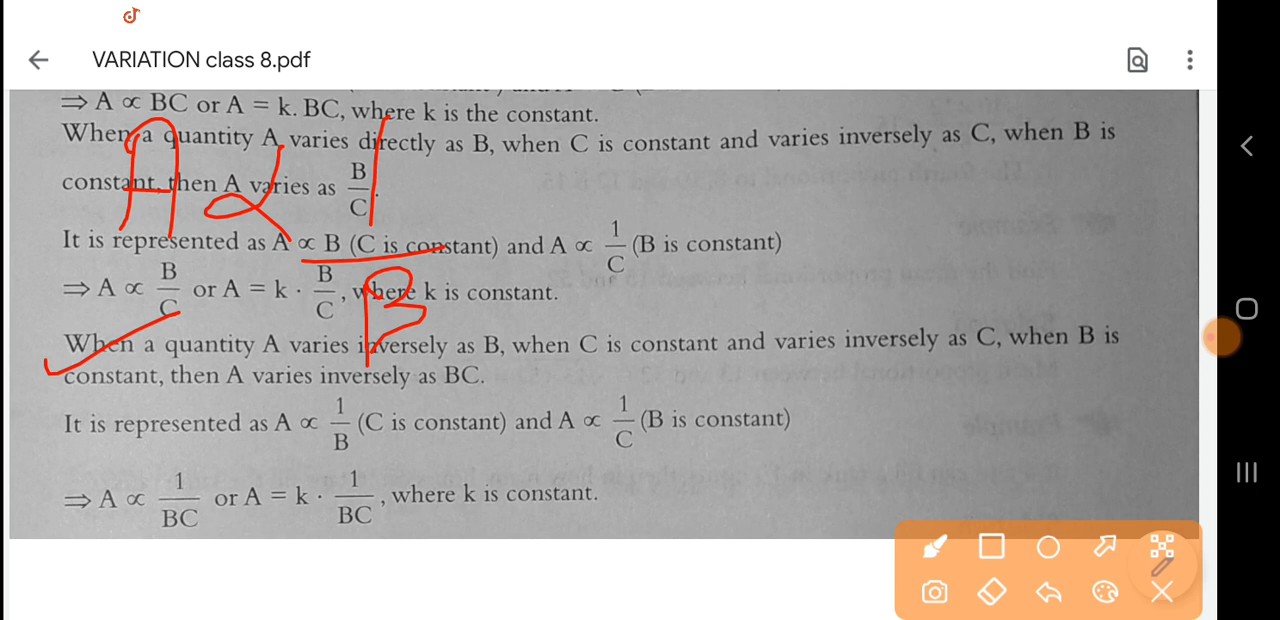 VARIATION class 8.pdf
⇒ A ∝ BC or A = k. BC, where k is the constant.
When a quantity A varies directly as B, when C is constant and varies inversely as C, when B is
constant, then A varies as B/C.
It is represented as A ∝ B (C is constant) and A ∝ 1/C (B is constant)
⇒ A ∝ B/C or A = k · B/C, where k is constant.
A ∝ 1/B
When a quantity A varies inversely as B, when C is constant and varies inversely as C, when B is
constant, then A varies inversely as BC.
It is represented as A ∝ 1/B (C is constant) and A ∝ 1/C (B is constant)
⇒ A ∝ 1/BC or A = k · 1/BC, where k is constant.